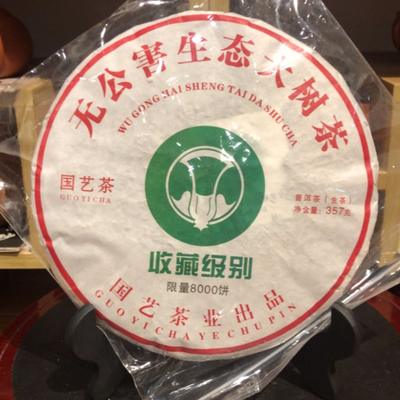 无公害生态大树茶
WU GONG HAI SHENG TAI DA SHU CHA
国艺茶
GUOYICHA
普洱茶（生茶）
净含量：357克
收藏级别
限量8000饼
国艺茶业出品
GUOYICHAYECHUPIN